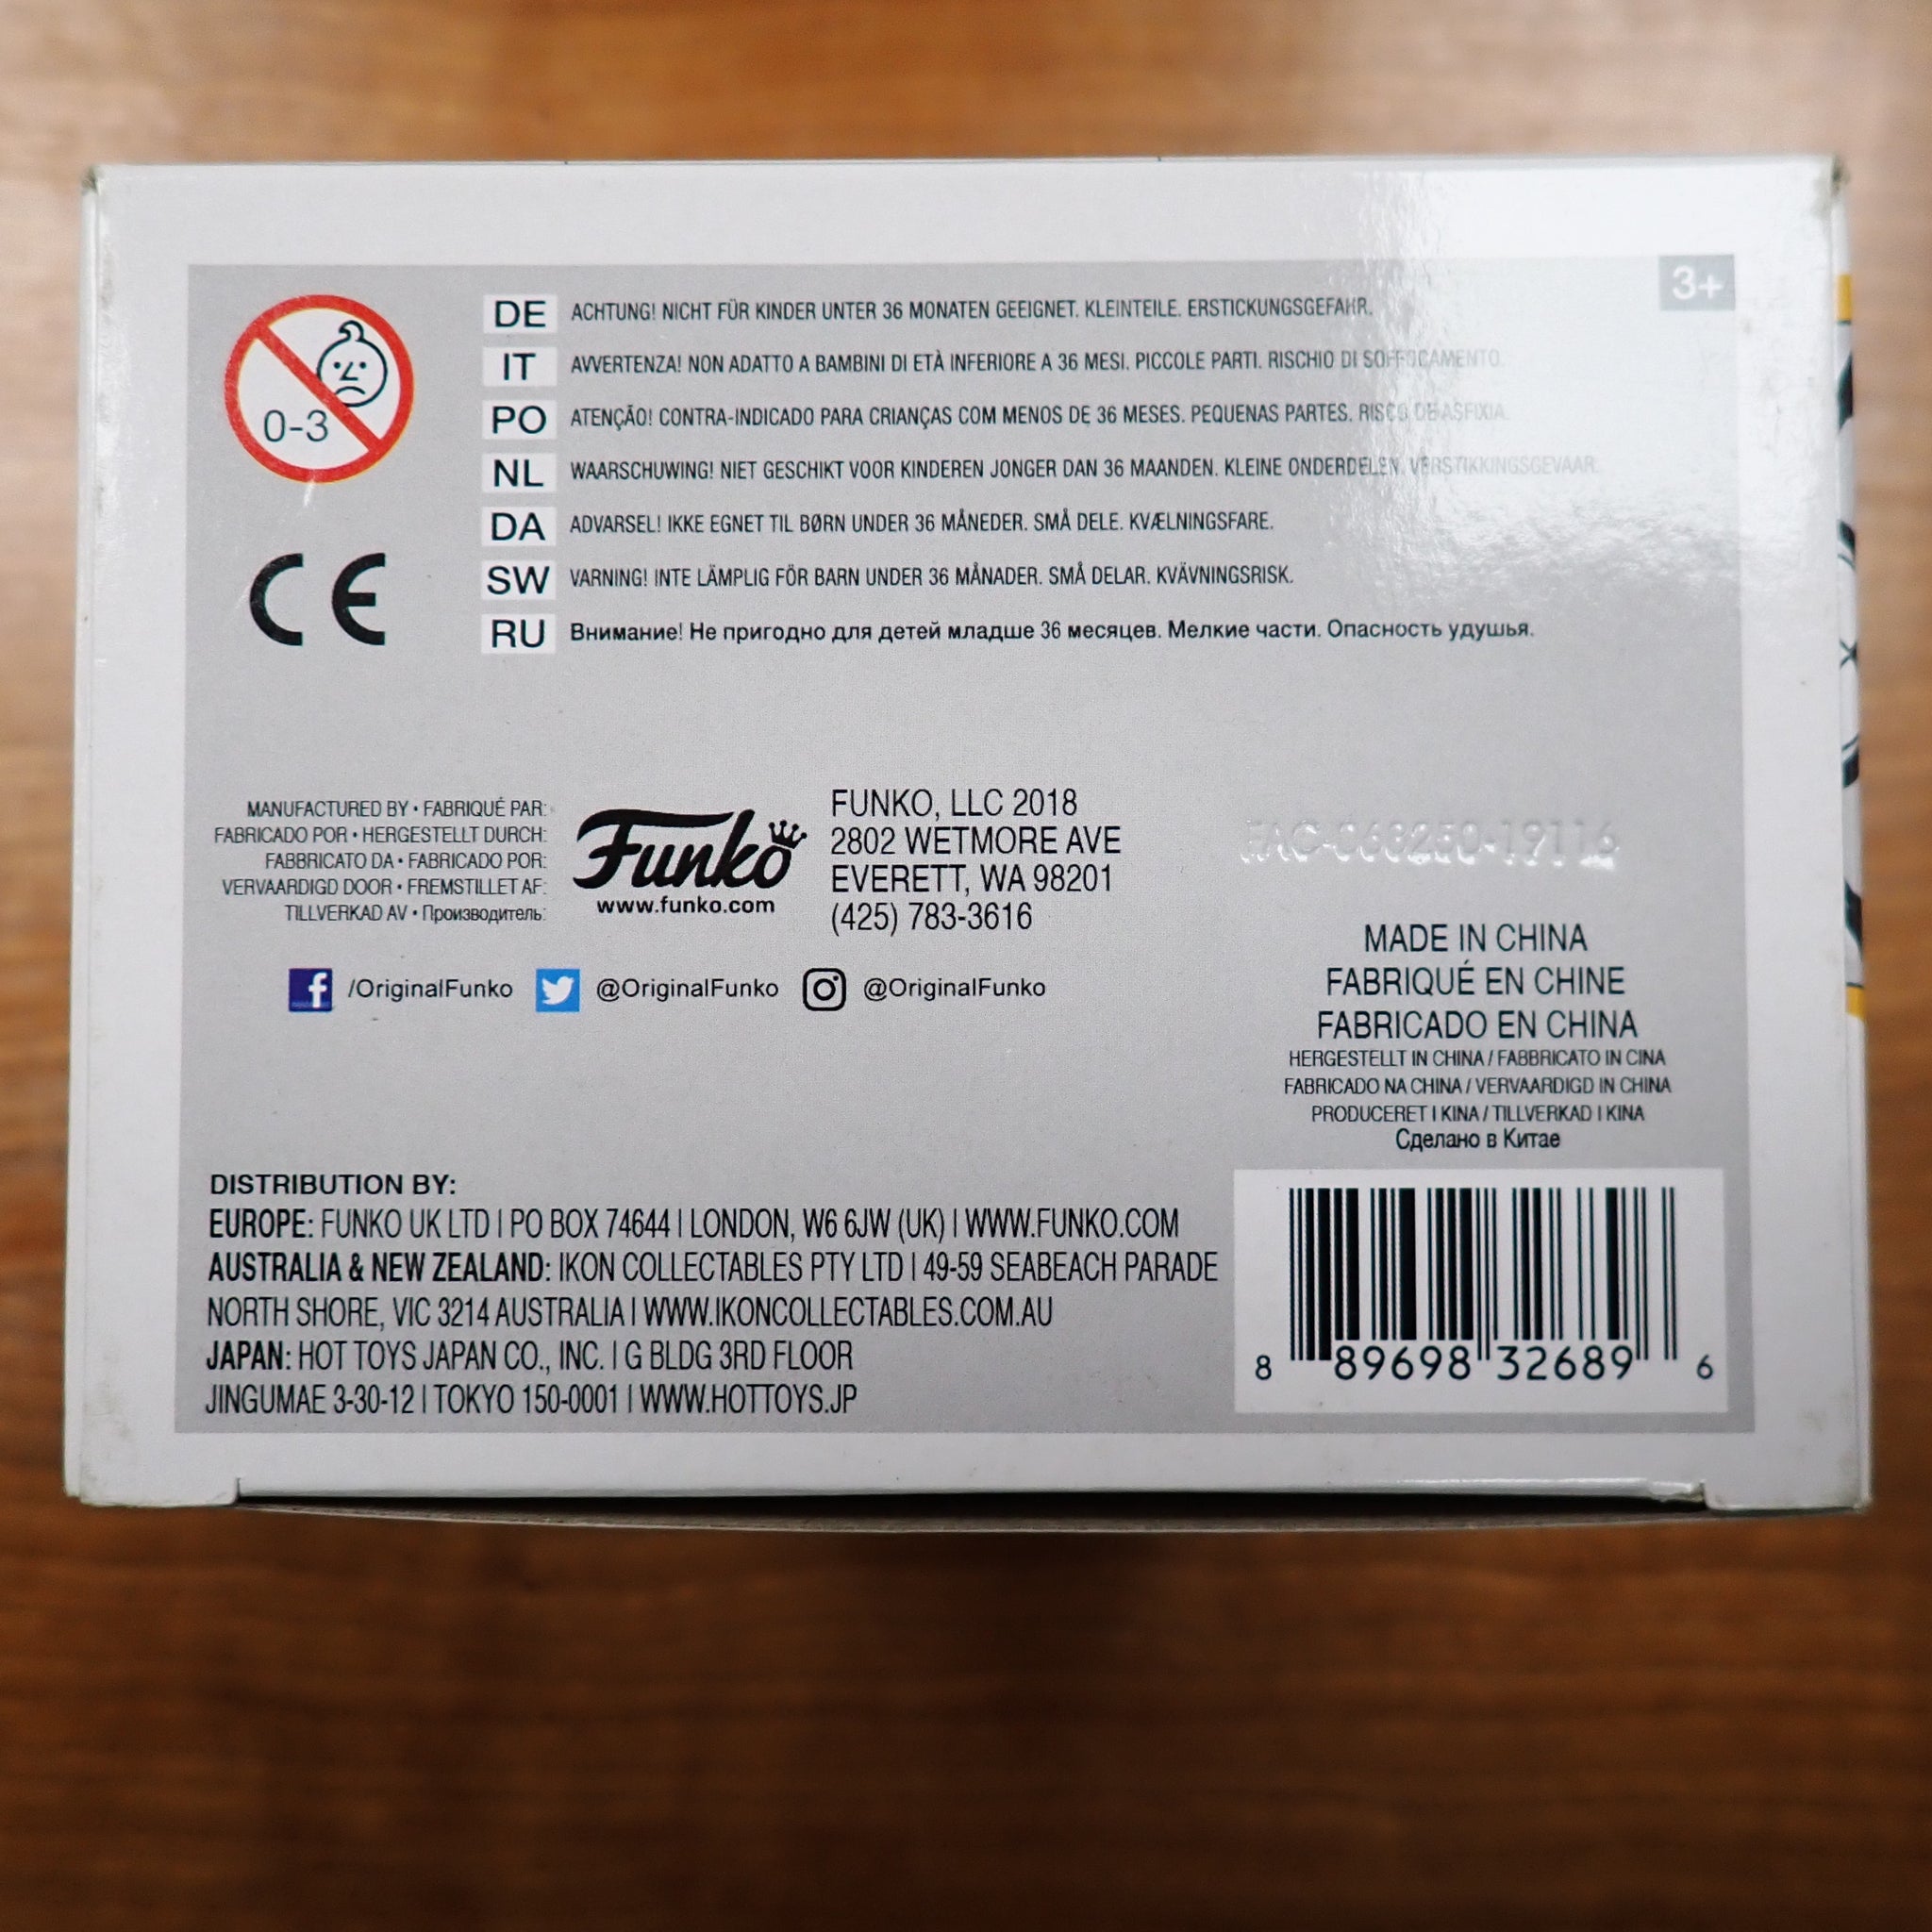 3+
0-3
DE ACHTUNG! NICHT FÜR KINDER UNTER 36 MONATEN GEEIGNET. KLEINTEILE. ERSTICKUNGSGEFAHR.
IT AVVERTENZA! NON ADATTO A BAMBINI DI ETÀ INFERIORE A 36 MESI. PICCOLE PARTI. RISCHIO DI SOFFOCAMENTO.
PO ATENÇÃO! CONTRA-INDICADO PARA CRIANÇAS COM MENOS DE 36 MESES. PEQUENAS PARTES. RISCO DE ASFIXIA.
NL WAARSCHUWING! NIET GESCHIKT VOOR KINDEREN JONGER DAN 36 MAANDEN. KLEINE ONDERDELEN. VERSTIKKINGSGEVAAR.
DA ADVARSEL! IKKE EGNET TIL BØRN UNDER 36 MÅNEDER. SMÅ DELE. KVÆLNINGSFARE.
SW VARNING! INTE LÄMPLIG FÖR BARN UNDER 36 MÅNADER. SMÅ DELAR. KVÄVNINGSRISK.
RU Внимание! Не пригодно для детей младше 36 месяцев. Мелкие части. Опасность удушья.
CE
MANUFACTURED BY • FABRIQUÉ PAR:
FABRICADO POR • HERGESTELLT DURCH:
FABBRICATO DA • FABRICADO POR:
VERVAARDIGD DOOR • FREMSTILLET AF:
TILLVERKAD AV • Производитель:
Funko
www.funko.com
FUNKO, LLC 2018
2802 WETMORE AVE
EVERETT, WA 98201
(425) 783-3616
/OriginalFunko @OriginalFunko @OriginalFunko
FAC-068250-19116
MADE IN CHINA
FABRIQUÉ EN CHINE
FABRICADO EN CHINA
HERGESTELLT IN CHINA / FABBRICATO IN CINA
FABRICADO NA CHINA / VERVAARDIGD IN CHINA
PRODUCERET I KINA / TILLVERKAD I KINA
Сделано в Китае
DISTRIBUTION BY:
EUROPE: FUNKO UK LTD | PO BOX 74644 | LONDON, W6 6JW (UK) | WWW.FUNKO.COM
AUSTRALIA & NEW ZEALAND: IKON COLLECTABLES PTY LTD | 49-59 SEABEACH PARADE
NORTH SHORE, VIC 3214 AUSTRALIA | WWW.IKONCOLLECTABLES.COM.AU
JAPAN: HOT TOYS JAPAN CO., INC. | G BLDG 3RD FLOOR
JINGUMAE 3-30-12 | TOKYO 150-0001 | WWW.HOTTOYS.JP
8 89698 32689 6